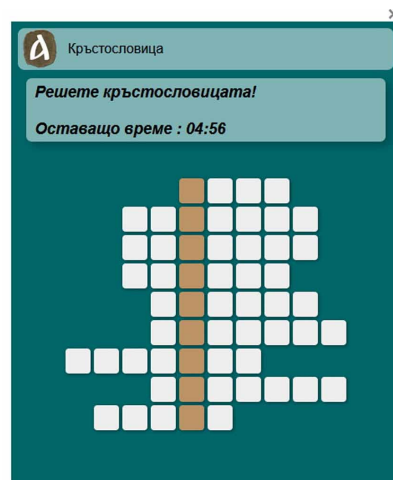 Кръстословица
Решете кръстословицата!
Оставащо време : 04:56